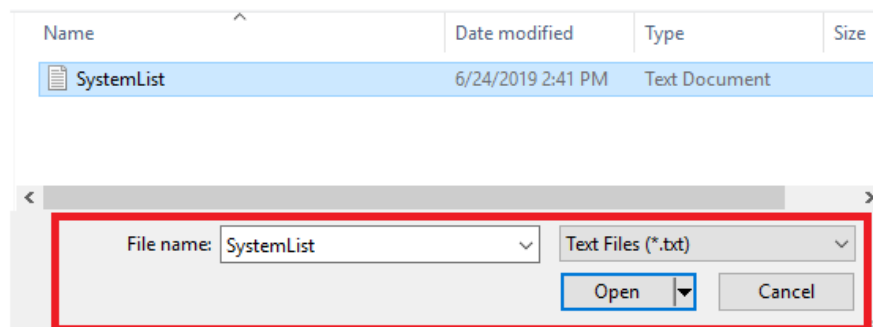 Name Date modified Type Size
SystemList 6/24/2019 2:41 PM Text Document
File name: SystemList Text Files (*.txt)
Open Cancel